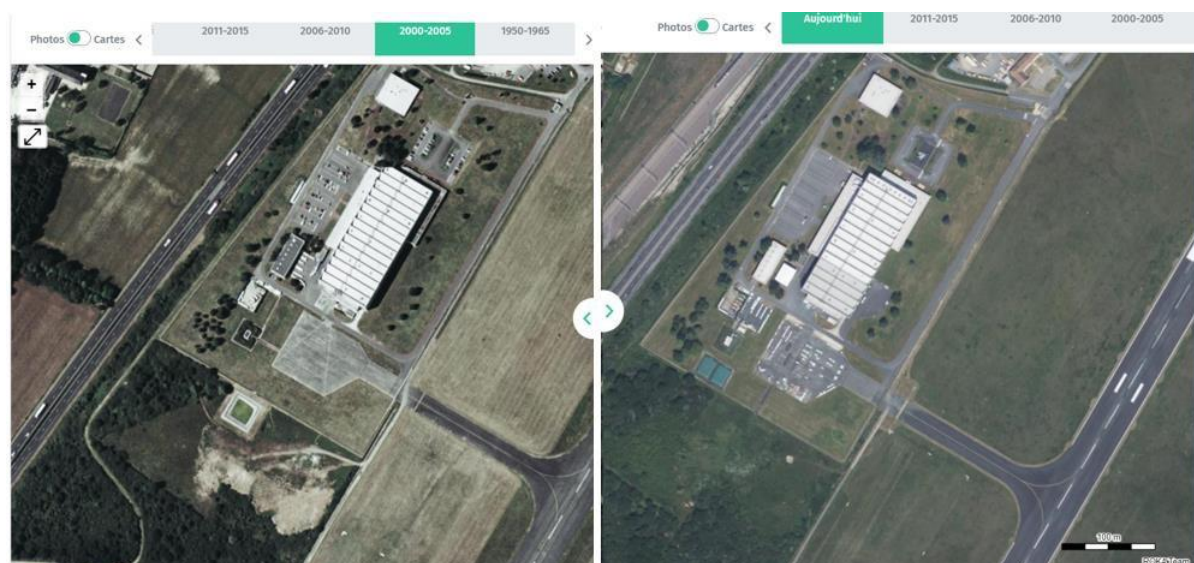 Photos Cartes < 2011-2015 2006-2010 2000-2005 1950-1965 >
+
−
Photos Cartes < Aujourd'hui 2011-2015 2006-2010 2000-2005
< >
100 m